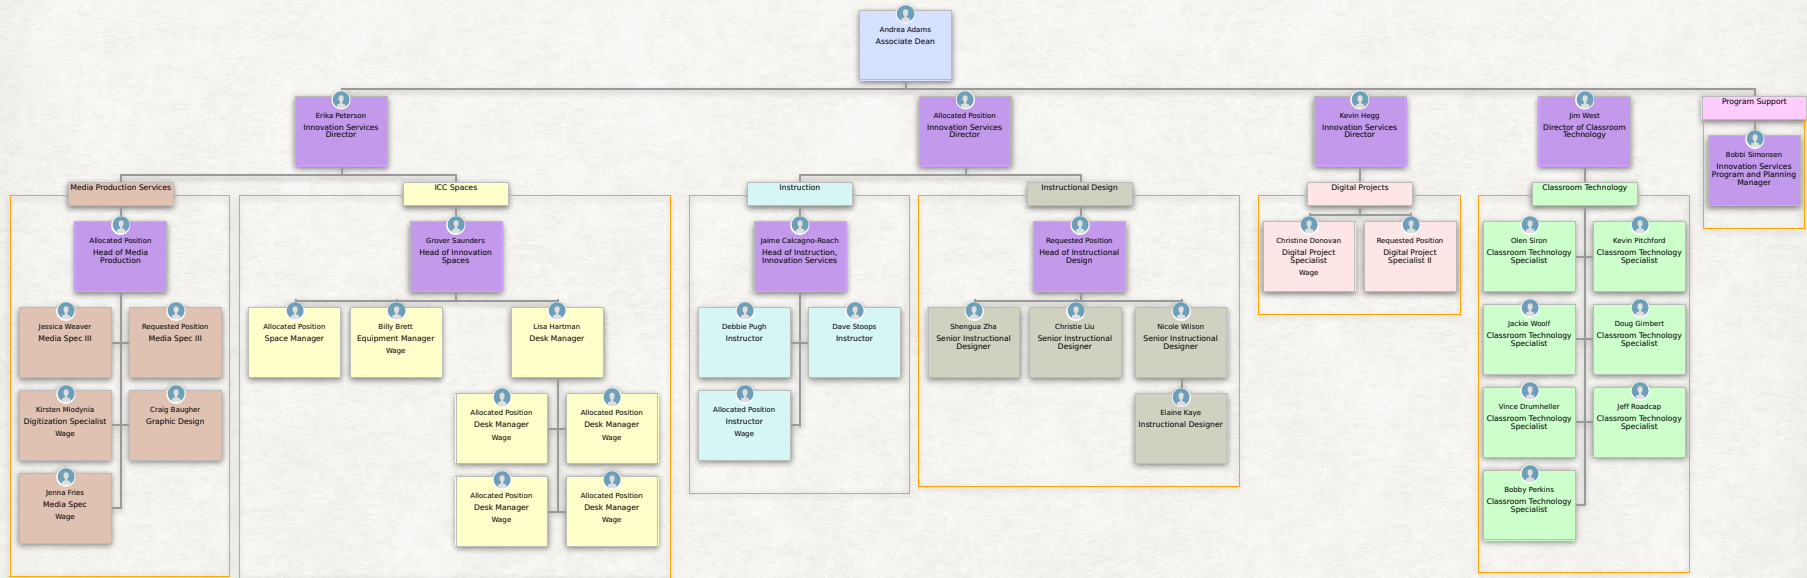 Andrea Adams
Associate Dean
Erika Peterson
Innovation Services
Director
Allocated Position
Innovation Services
Director
Kevin Hegg
Innovation Services
Director
Jim West
Director of Classroom
Technology
Program Support
Bobbi Simonsen
Innovation Services
Program and Planning
Manager
Media Production Services
Allocated Position
Head of Media
Production
Jessica Weaver
Media Spec III
Requested Position
Media Spec III
Kirsten Mlodynia
Digitization Specialist
Wage
Craig Baugher
Graphic Design
Jenna Fries
Media Spec
Wage
ICC Spaces
Grover Saunders
Head of Innovation
Spaces
Allocated Position
Space Manager
Billy Brett
Equipment Manager
Wage
Lisa Hartman
Desk Manager
Allocated Position
Desk Manager
Wage
Allocated Position
Desk Manager
Wage
Allocated Position
Desk Manager
Wage
Allocated Position
Desk Manager
Wage
Instruction
Jaime Calcagno-Roach
Head of Instruction,
Innovation Services
Debbie Pugh
Instructor
Dave Stoops
Instructor
Allocated Position
Instructor
Wage
Instructional Design
Requested Position
Head of Instructional
Design
Shengua Zha
Senior Instructional
Designer
Christie Liu
Senior Instructional
Designer
Nicole Wilson
Senior Instructional
Designer
Elaine Kaye
Instructional Designer
Digital Projects
Christine Donovan
Digital Project
Specialist
Wage
Requested Position
Digital Project
Specialist II
Classroom Technology
Olen Siron
Classroom Technology
Specialist
Kevin Pitchford
Classroom Technology
Specialist
Jackie Woolf
Classroom Technology
Specialist
Doug Gimbert
Classroom Technology
Specialist
Vince Drumheller
Classroom Technology
Specialist
Jeff Roadcap
Classroom Technology
Specialist
Bobby Perkins
Classroom Technology
Specialist